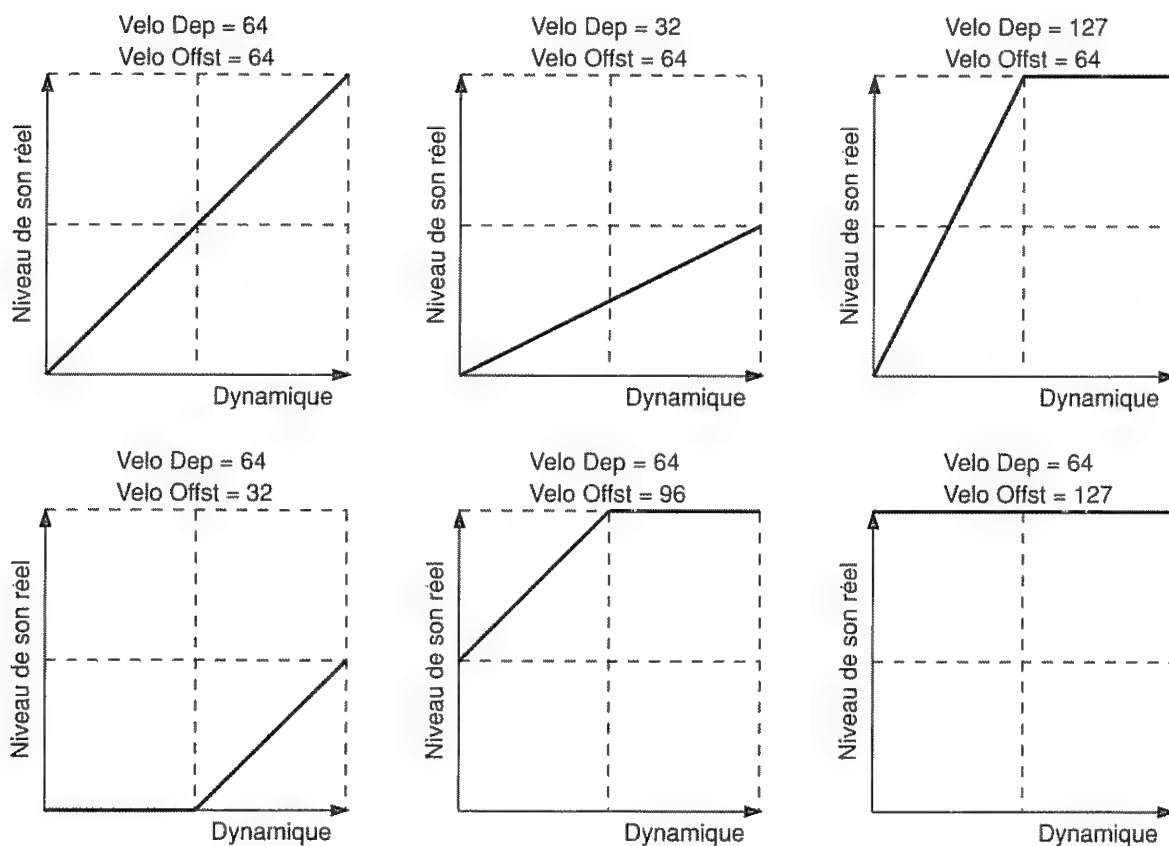 Velo Dep = 64
Velo Offst = 64
Niveau de son réel
Dynamique
Velo Dep = 32
Velo Offst = 64
Niveau de son réel
Dynamique
Velo Dep = 127
Velo Offst = 64
Niveau de son réel
Dynamique
Velo Dep = 64
Velo Offst = 32
Niveau de son réel
Dynamique
Velo Dep = 64
Velo Offst = 96
Niveau de son réel
Dynamique
Velo Dep = 64
Velo Offst = 127
Niveau de son réel
Dynamique